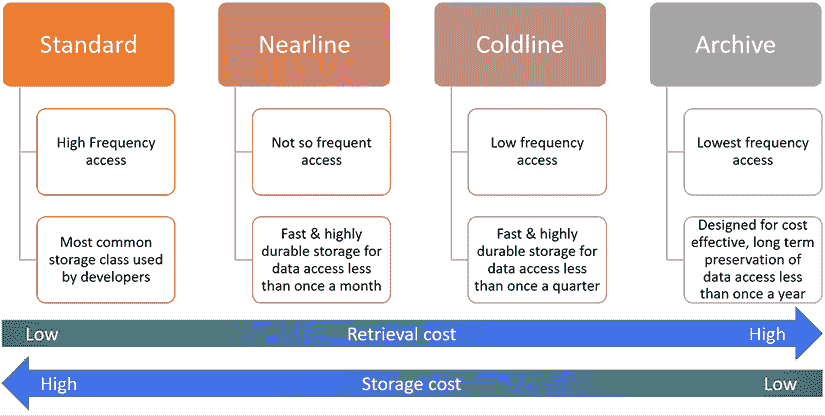 Standard
Nearline
Coldline
Archive
High Frequency
access
Not so frequent
access
Low frequency
access
Lowest frequency
access
Most common
storage class used
by developers
Fast & highly
durable storage for
data access less
than once a month
Fast & highly
durable storage for
data access less
than once a quarter
Designed for cost
effective, long term
preservation of
data access less
than once a year
Low
Retrieval cost
High
High
Storage cost
Low